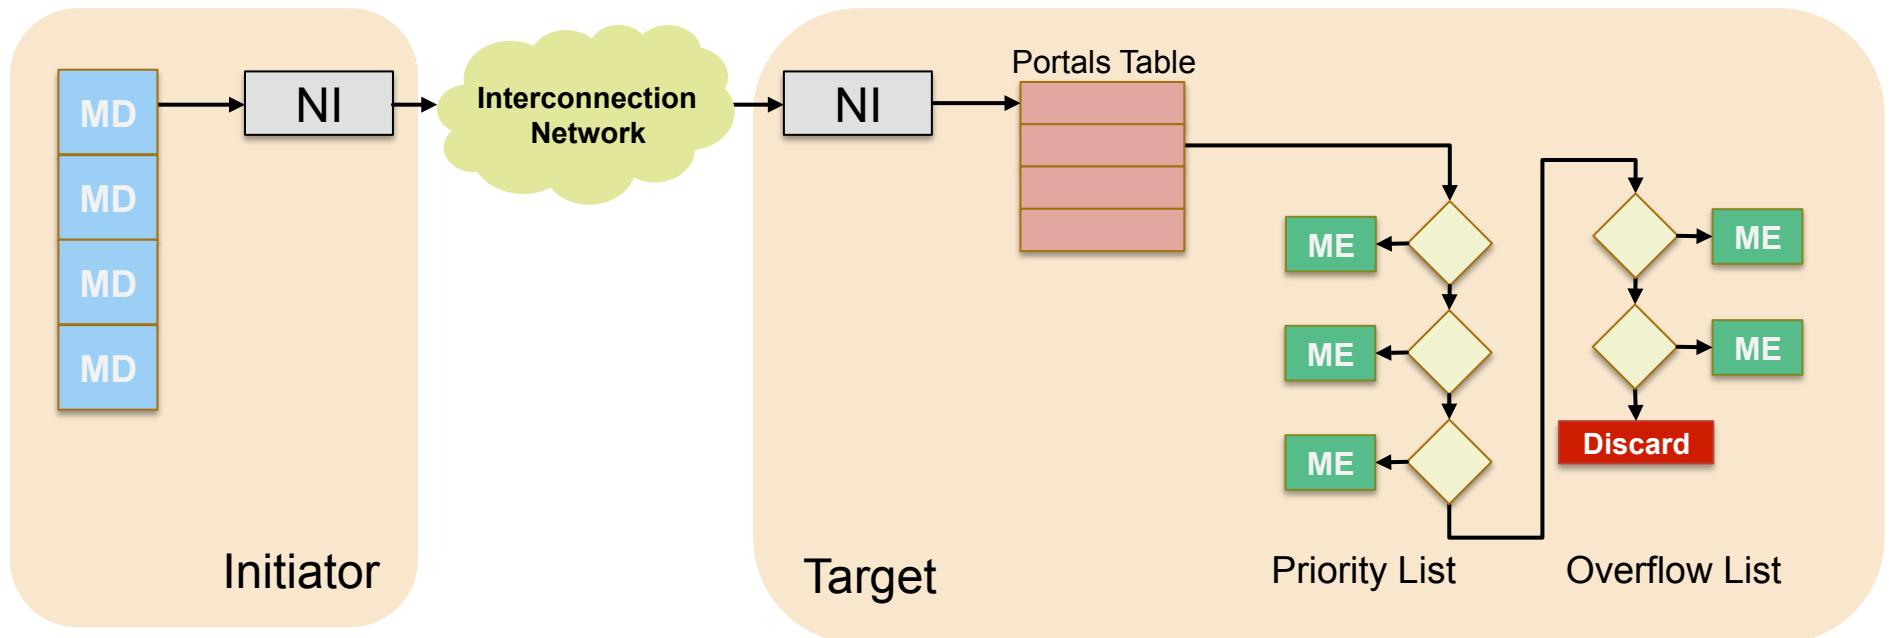 MD
MD
MD
MD
NI
Initiator
Interconnection
Network
NI
Portals Table
ME
ME
ME
ME
ME
Discard
Target
Priority List
Overflow List